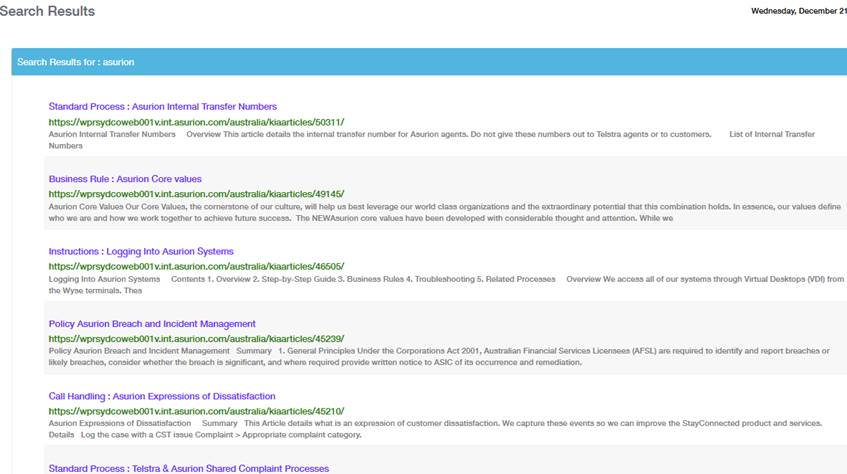 Search Results
Wednesday, December 21
Search Results for : asurion
Standard Process : Asurion Internal Transfer Numbers
https://wprsydcoweb001v.int.asurion.com/australia/kiaarticles/50311/
Asurion Internal Transfer Numbers Overview This article details the internal transfer number for Asurion agents. Do not give these numbers out to Telstra agents or to customers. List of Internal Transfer
Numbers
Business Rule : Asurion Core values
https://wprsydcoweb001v.int.asurion.com/australia/kiaarticles/49145/
Asurion Core Values Our Core Values, the cornerstone of our culture, will help us best leverage our world class organizations and the extraordinary potential that this combination holds. In essence, our values define
who we are and how we work together to achieve future success. The NEWAsurion core values have been developed with considerable thought and attention. While we
Instructions : Logging Into Asurion Systems
https://wprsydcoweb001v.int.asurion.com/australia/kiaarticles/46505/
Logging Into Asurion Systems Contents 1. Overview 2. Step-by-Step Guide 3. Business Rules 4. Troubleshooting 5. Related Processes Overview We access all of our systems through Virtual Desktops (VDI) from
the Wyse terminals. Thes
Policy Asurion Breach and Incident Management
https://wprsydcoweb001v.int.asurion.com/australia/kiaarticles/45239/
Policy Asurion Breach and Incident Management Summary 1. General Principles Under the Corporations Act 2001, Australian Financial Services Licensees (AFSL) are required to identify and report breaches or
likely breaches, consider whether the breach is significant, and where required provide written notice to ASIC of its occurrence and remediation.
Call Handling : Asurion Expressions of Dissatisfaction
https://wprsydcoweb001v.int.asurion.com/australia/kiaarticles/45210/
Asurion Expressions of Dissatisfaction Summary This Article details what is an expression of customer dissatisfaction. We capture these events so we can improve the StayConnected product and services.
Details Log the case with a CST issue Complaint > Appropriate complaint category.
Standard Process : Telstra & Asurion Shared Complaint Processes